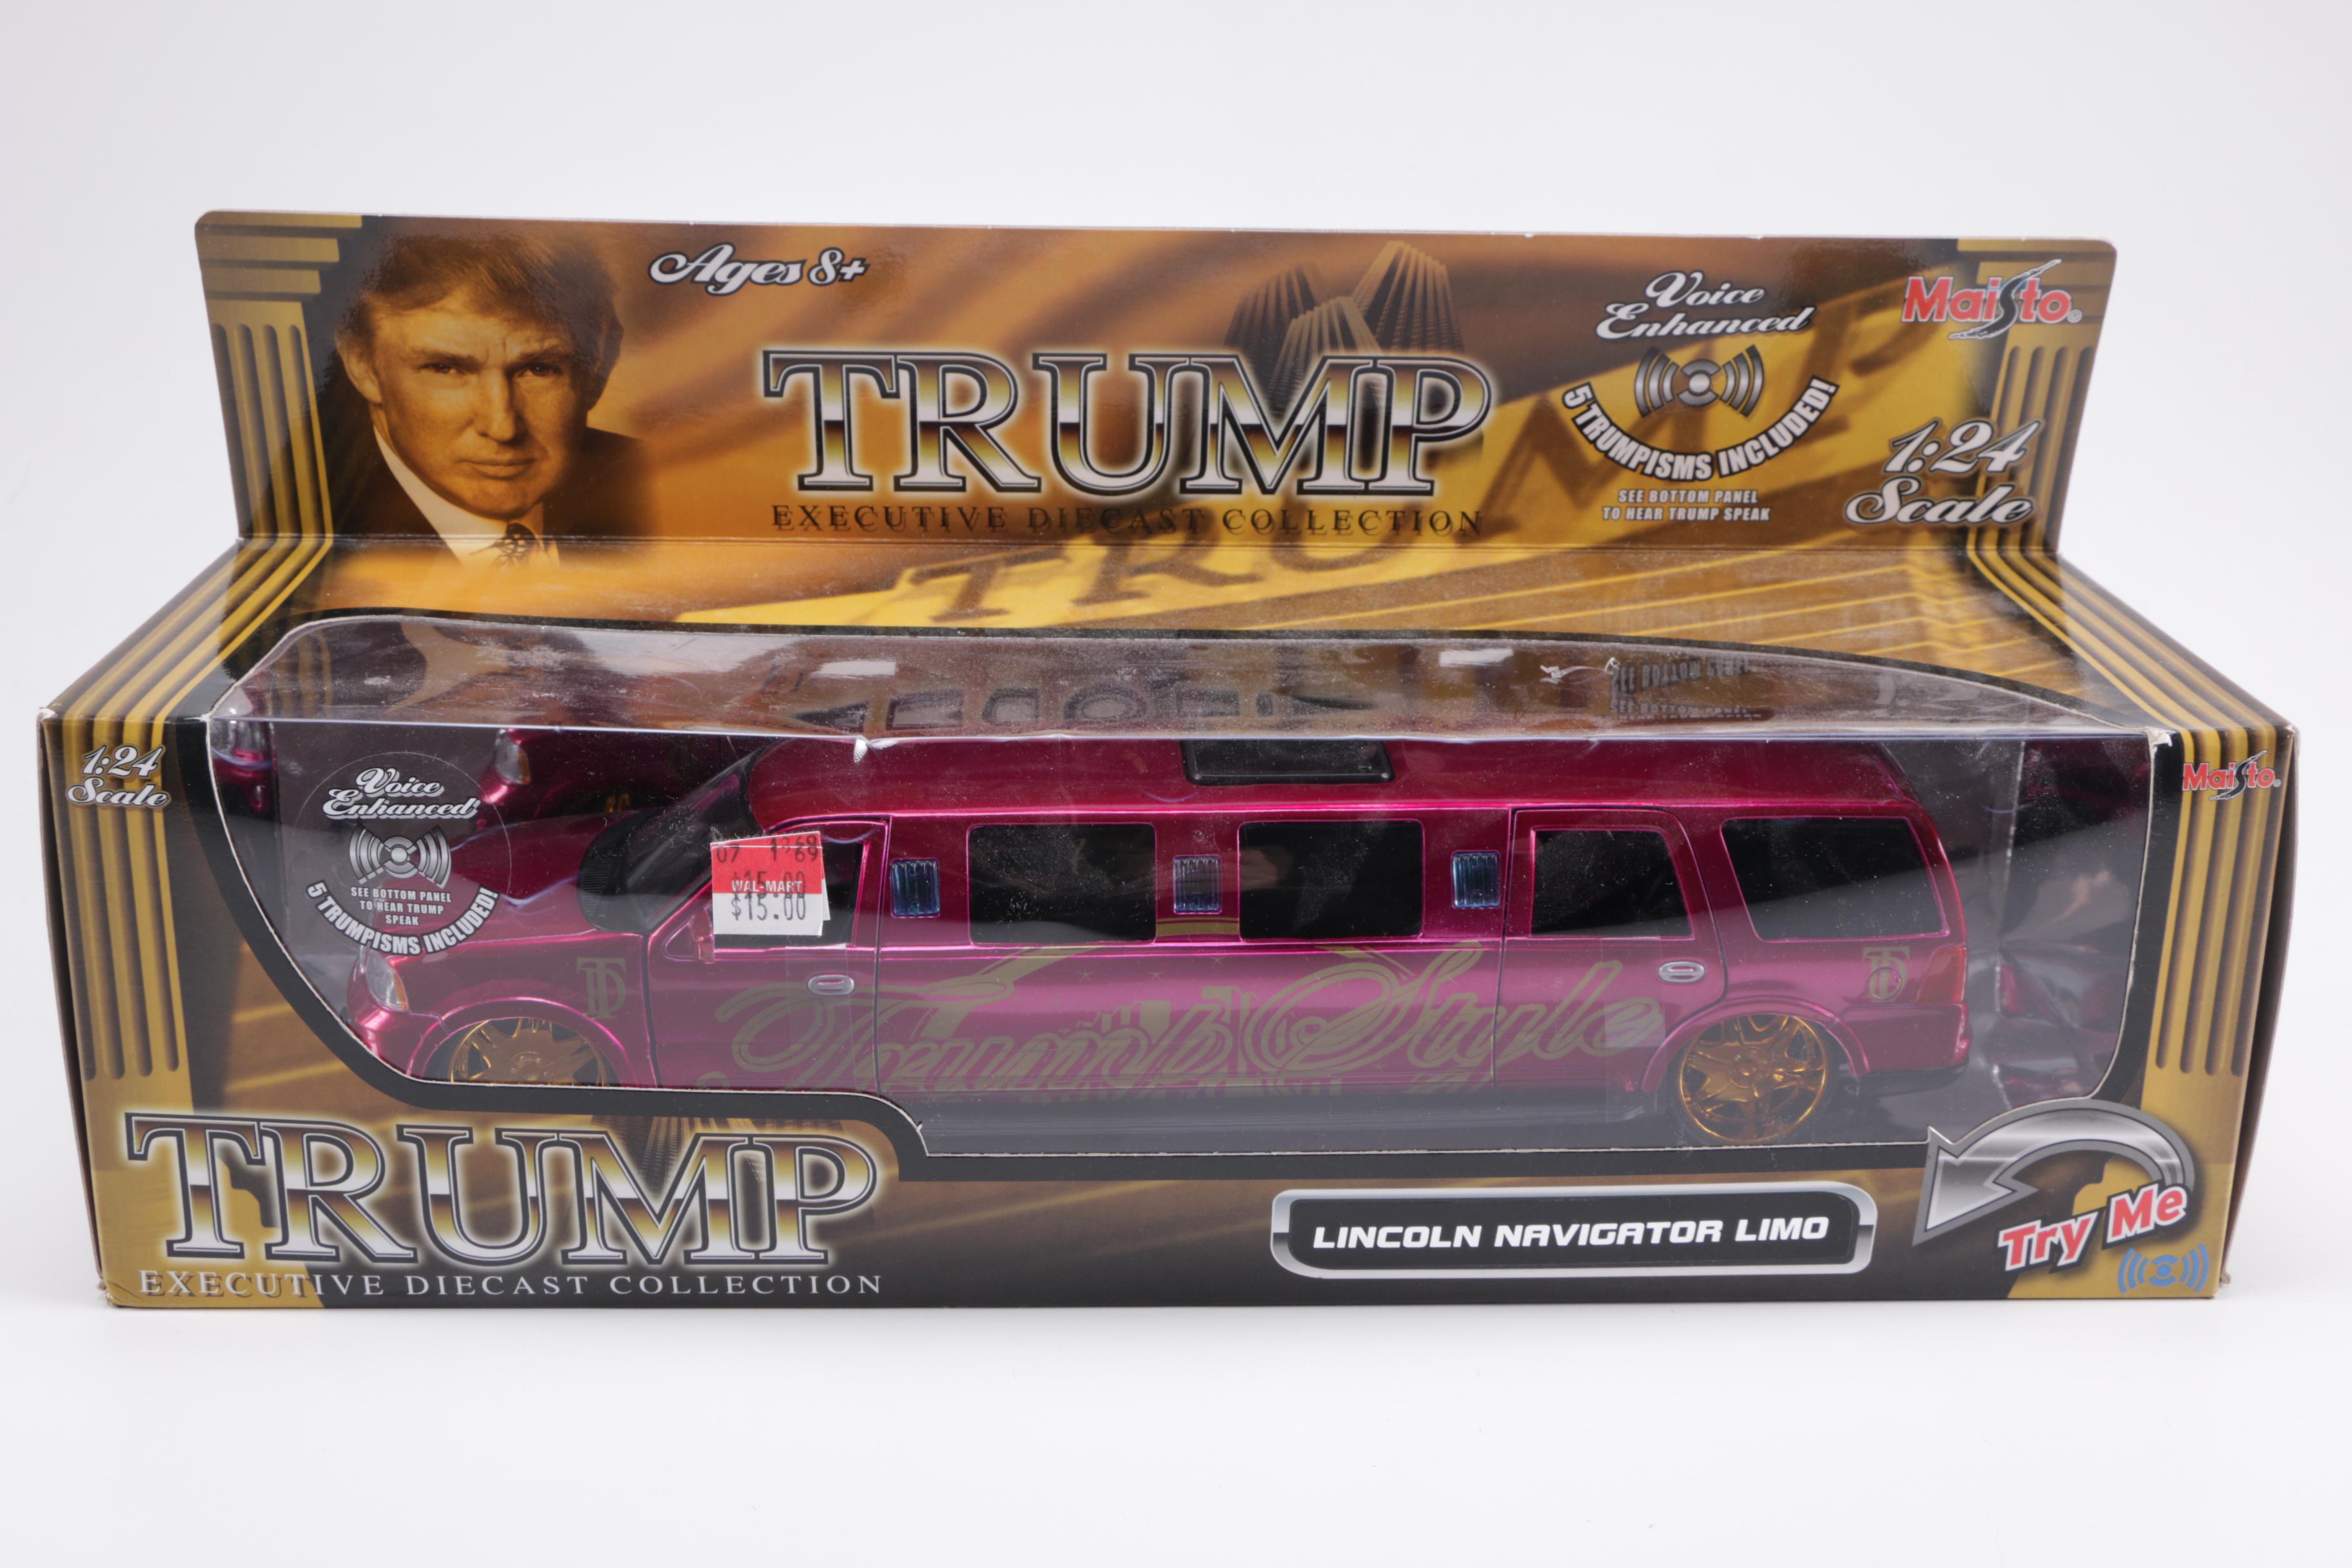 Ages 8+
TRUMP
EXECUTIVE DIECAST COLLECTION
Voice
Enhanced
5 TRUMPISMS INCLUDED!
SEE BOTTOM PANEL
TO HEAR TRUMP SPEAK
Maisto®
1:24
Scale
TRUMP
1:24
Scale
Voice
Enhanced
SEE BOTTOM PANEL
TO HEAR TRUMP
SPEAK
5 TRUMPISMS INCLUDED!
WAL-MART
$15.00
Trump Style
Maisto®
TRUMP
EXECUTIVE DIECAST COLLECTION
LINCOLN NAVIGATOR LIMO
Try Me